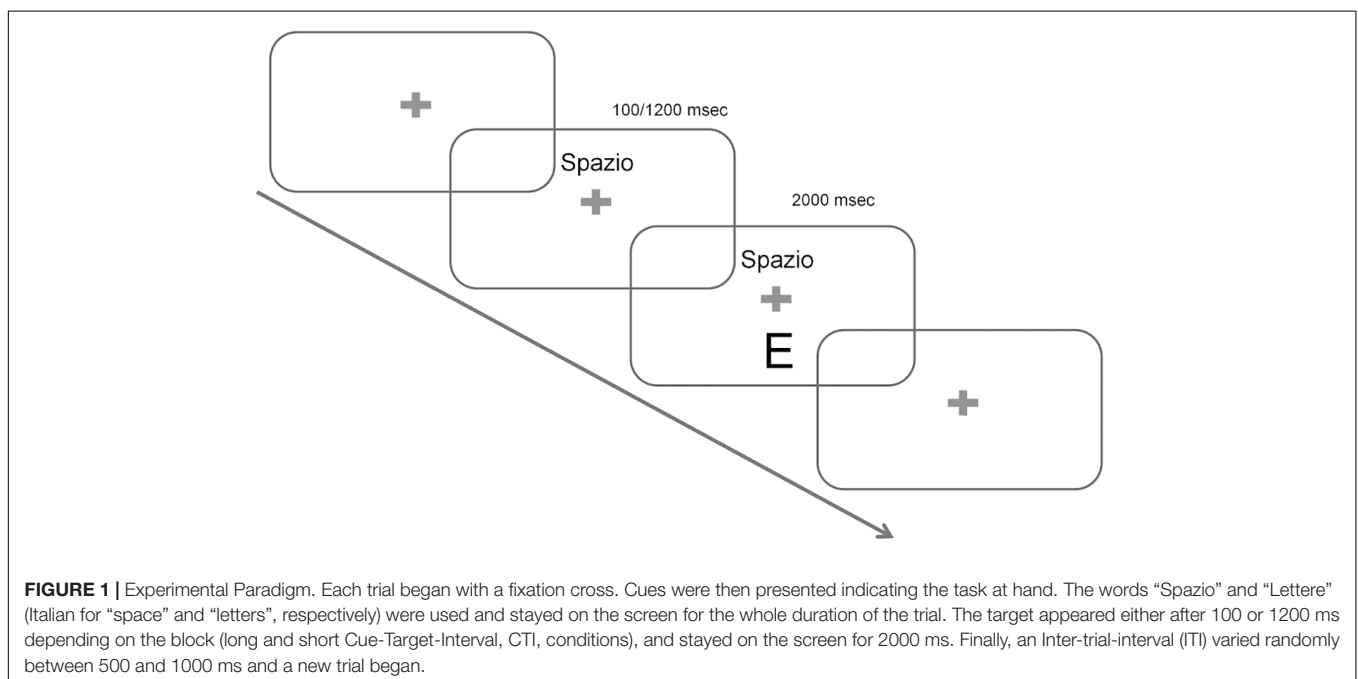 100/1200 msec
Spazio
2000 msec
Spazio
E
FIGURE 1 | Experimental Paradigm. Each trial began with a fixation cross. Cues were then presented indicating the task at hand. The words “Spazio” and “Lettere”
(Italian for “space” and “letters”, respectively) were used and stayed on the screen for the whole duration of the trial. The target appeared either after 100 or 1200 ms
depending on the block (long and short Cue-Target-Interval, CTI, conditions), and stayed on the screen for 2000 ms. Finally, an Inter-trial-interval (ITI) varied randomly
between 500 and 1000 ms and a new trial began.